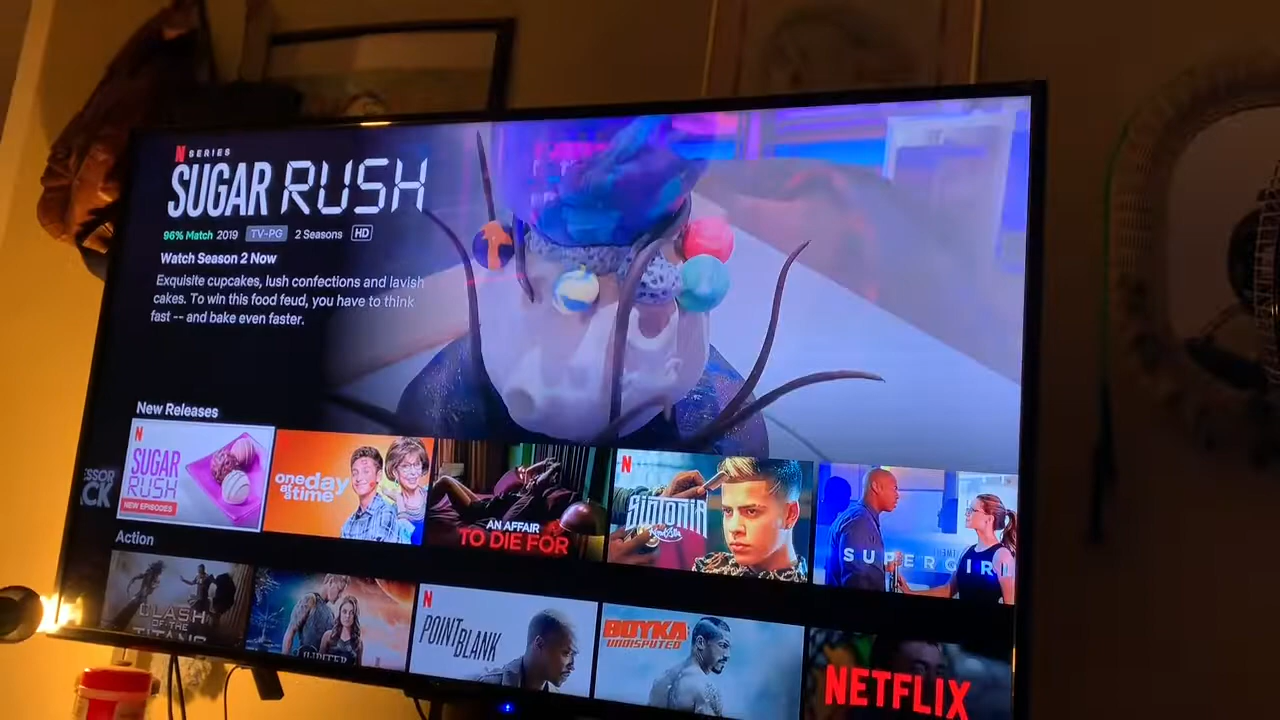 N SERIES
SUGAR RUSH
96% Match 2019 TV-PG 2 Seasons HD
Watch Season 2 Now
Exquisite cupcakes, lush confections and lavish
cakes. To win this food feud, you have to think
fast -- and bake even faster.
New Releases
SSOR
CK
N
SUGAR
RUSH
NEW EPISODES
one day
at a time
AN AFFAIR
TO DIE FOR
N
Sintonia
SUPERGIRL
Action
CLASH
OF THE
TITANS
JUPITER
N
POINT BLANK
BOYKA
UNDISPUTED
NETFLIX